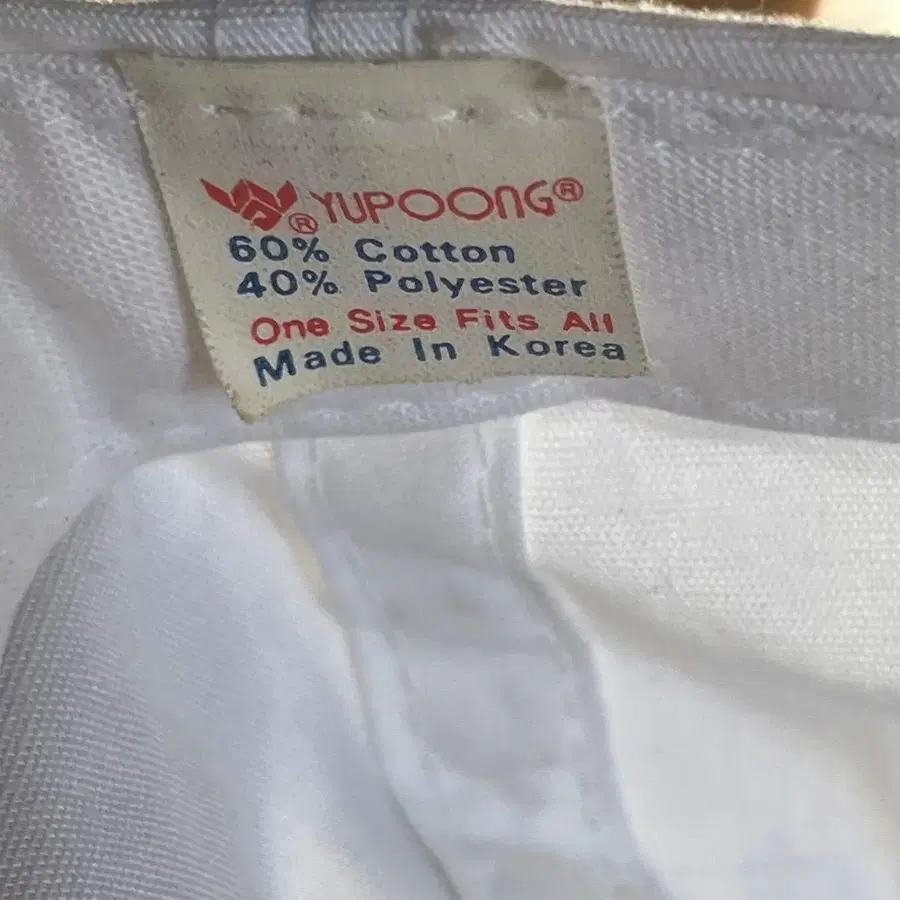 ® YUPOONG®
60% Cotton
40% Polyester
One Size Fits All
Made In Korea